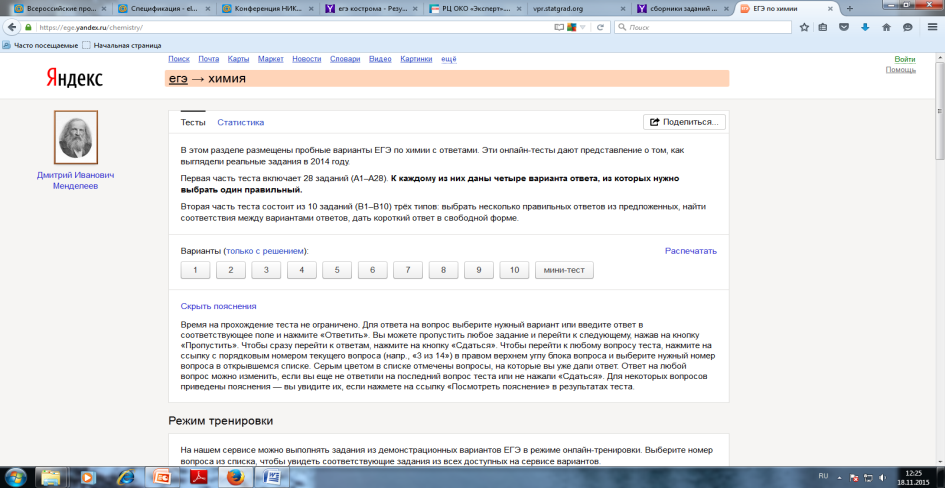 Всероссийские про...
Спецификация - el...
Конференция НИК...
егэ кострома - Резу...
РЦ ОКО «Эксперт»...
vpr.statgrad.org
сборники заданий ...
ЕГЭ по химии
https://ege.yandex.ru/chemistry/
Поиск
Часто посещаемые
Начальная страница
Поиск Почта Карты Маркет Новости Словари Видео Картинки ещё
Войти
Помощь
Яндекс
егэ → химия
Тесты Статистика
Поделиться...
В этом разделе размещены пробные варианты ЕГЭ по химии с ответами. Эти онлайн-тесты дают представление о том, как
выглядели реальные задания в 2014 году.
Первая часть теста включает 28 заданий (А1–А28). К каждому из них даны четыре варианта ответа, из которых нужно
выбрать один правильный.
Вторая часть теста состоит из 10 заданий (В1–В10) трёх типов: выбрать несколько правильных ответов из предложенных, найти
соответствия между вариантами ответов, дать короткий ответ в свободной форме.
Дмитрий Иванович
Менделеев
Варианты (только с решением):
Распечатать
1 2 3 4 5 6 7 8 9 10 мини-тест
Скрыть пояснения
Время на прохождение теста не ограничено. Для ответа на вопрос выберите нужный вариант или введите ответ в
соответствующее поле и нажмите «Ответить». Вы можете пропустить любое задание и перейти к следующему, нажав на кнопку
«Пропустить». Чтобы сразу перейти к ответам, нажмите на кнопку «Сдаться». Чтобы перейти к любому вопросу теста, нажмите на
ссылку с порядковым номером текущего вопроса (напр., «3 из 14») в правом верхнем углу блока вопроса и выберите нужный номер
вопроса в открывшемся списке. Серым цветом в списке отмечены вопросы, на которые вы уже дали ответ. Ответ на любой
вопрос можно изменить, если вы еще не ответили на последний вопрос теста или не нажали «Сдаться». Для некоторых вопросов
приведены пояснения — вы увидите их, если нажмете на ссылку «Посмотреть пояснение» в результатах теста.
Режим тренировки
На нашем сервисе можно выполнять задания из демонстрационных вариантов ЕГЭ в режиме онлайн-тренировки. Выберите номер
вопроса из списка, чтобы увидеть соответствующие задания из всех доступных на сервисе вариантов.
RU
12:25
18.11.2015